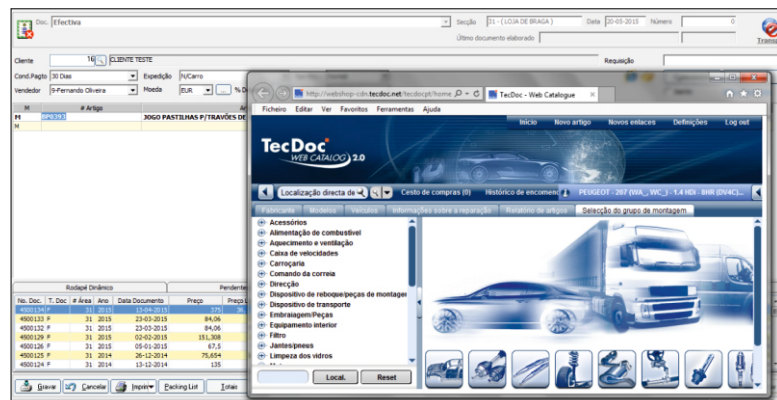 Doc. Efectiva
Secção 31 - ( LOJA DE BRAGA ) Data 20-05-2015 Número 0
Último documento elaborado
Cliente 16 CLIENTE TESTE Requisição
Cond.Pagto 30 Dias Expedição N/Carro
Vendedor 9-Fernando Oliveira Moeda EUR
M # Artigo
M JOGO PASTILHAS P/TRAVÕES DE
M
http://webshop-cdn.tecdoc.net/tecdocpt/home
TecDoc - Web Catalogue
Ficheiro Editar Ver Favoritos Ferramentas Ajuda
Início Novo artigo Novos enlaces Definições Log out
TecDoc
WEB CATALOG 2.0
Localização directa de Cesto de compras (0) Histórico de encomen PEUGEOT - 207 (WA_, WC_) - 1.4 HDi - 8HR (DV4C)...
Fabricante Modelos Veículos Informações sobre a reparação Relatório de artigos Selecção do grupo de montagem
Acessórios
Alimentação de combustível
Aquecimento e ventilação
Caixa de velocidades
Carroçaria
Comando da correia
Direcção
Dispositivo de reboque/peças de montagem
Dispositivo de transporte
Embraiagem/Peças
Equipamento interior
Filtro
Jantes/pneus
Limpeza dos vidros
Local. Reset
Rodapé Dinâmico Pendente
No. Doc. T. Doc # Área Ano Data Documento Preço Preço L
4500134 F 31 2015 13-04-2015 375
4500133 F 31 2015 23-03-2015 84,06
4500132 F 31 2015 23-03-2015 84,06
4500129 F 31 2015 02-02-2015 151,308
4500126 F 31 2015 05-01-2015 67,5
4500125 F 31 2014 26-12-2014 75,654
4500124 F 31 2014 13-12-2014 135
Gravar Cancelar Imprimir Packing List Totais